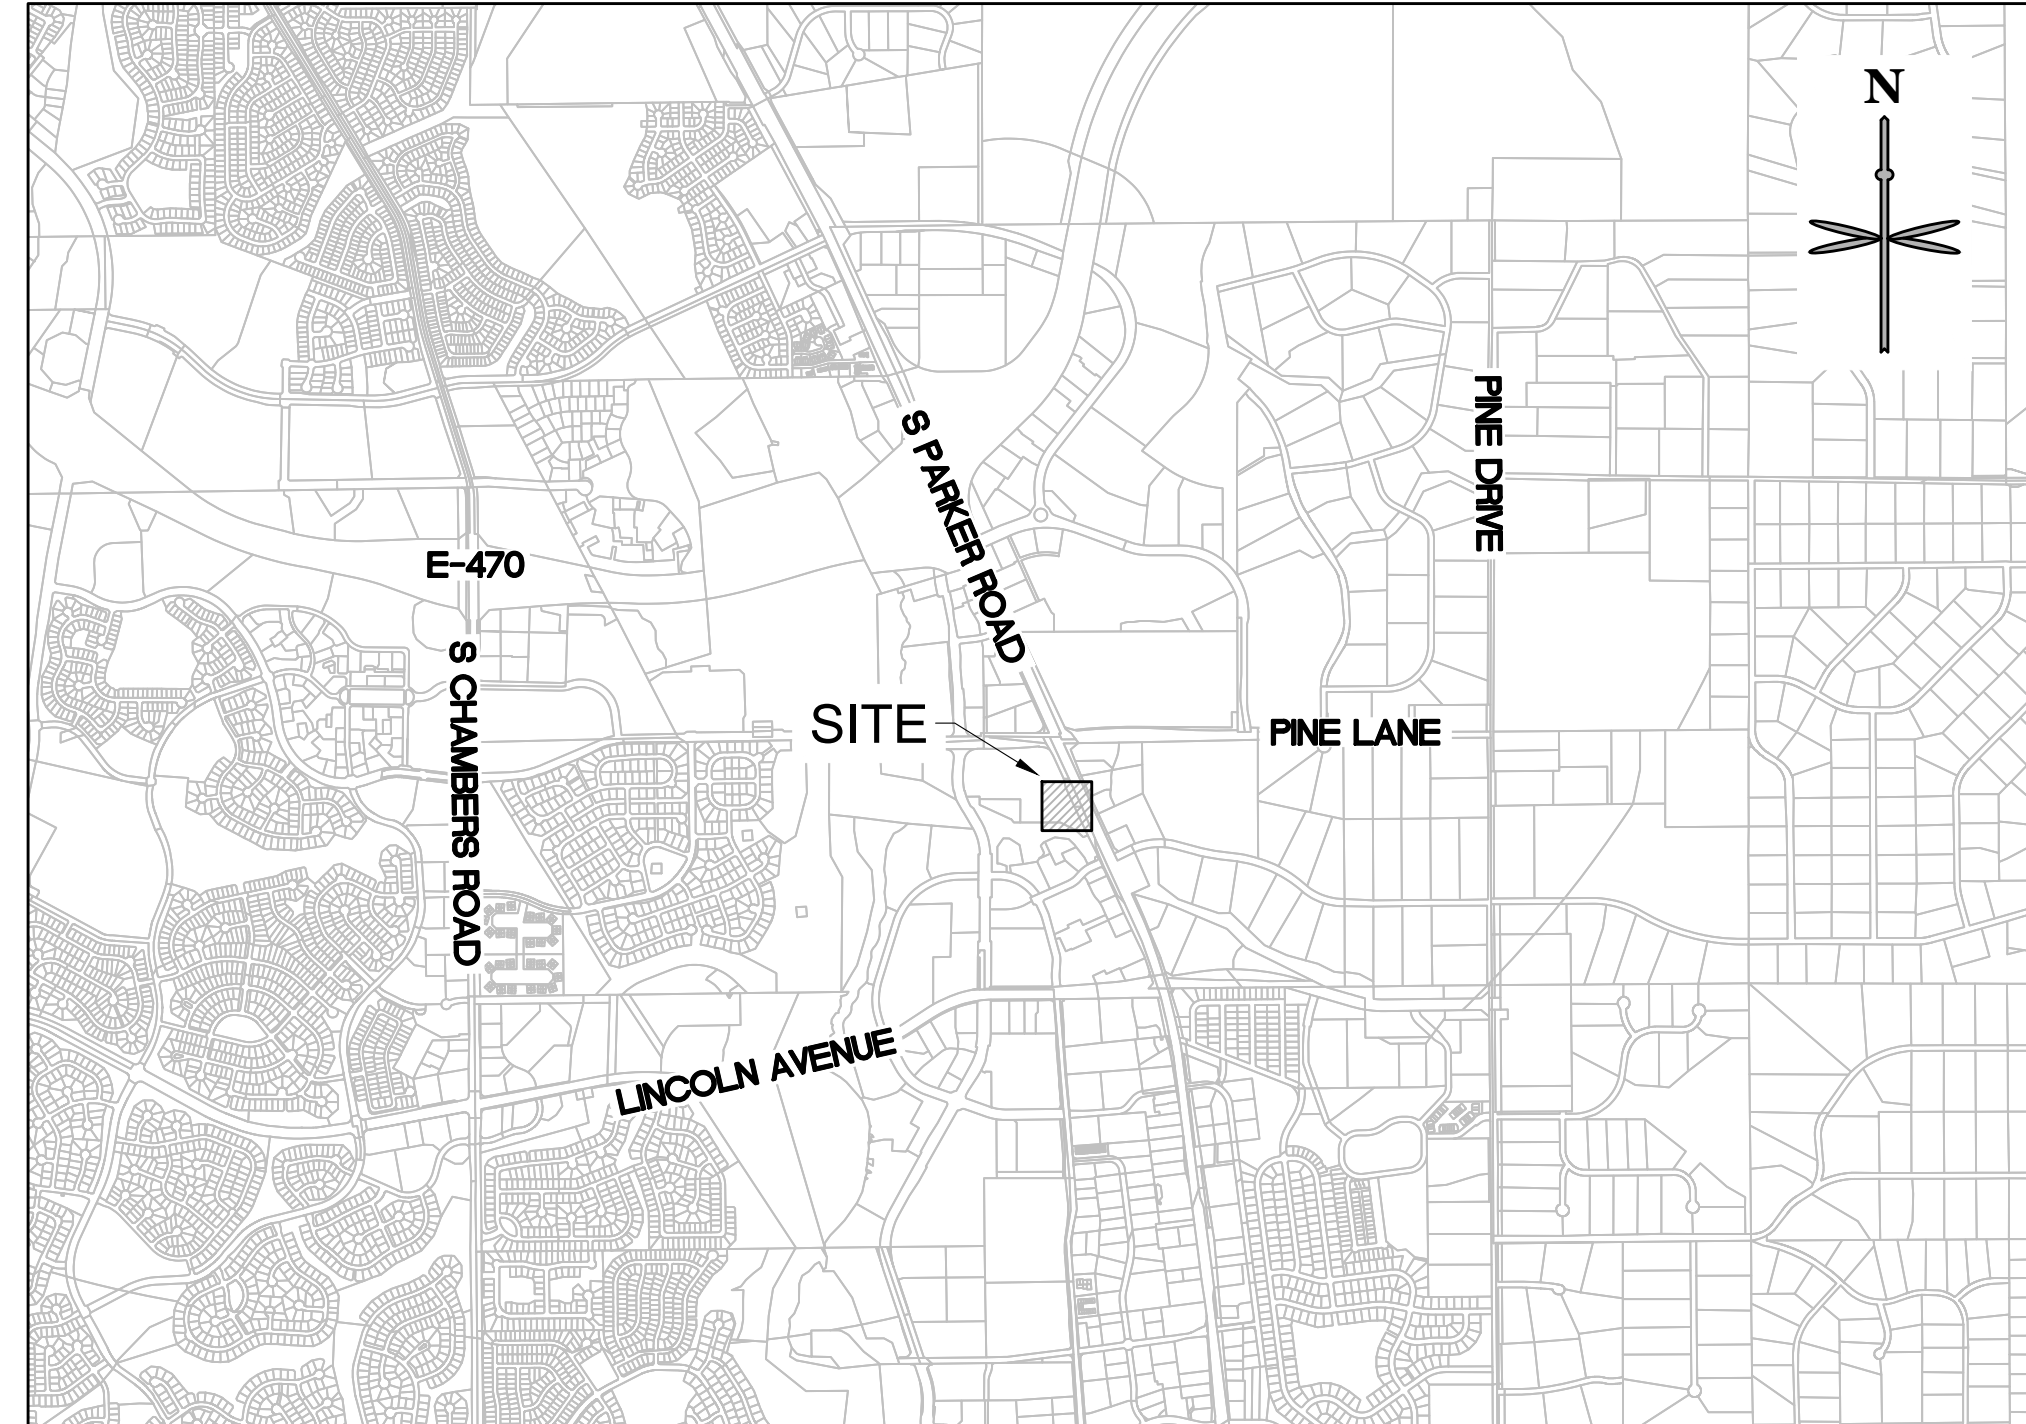 N
S PARKER ROAD
PINE DRIVE
E-470
S CHAMBERS ROAD
SITE
PINE LANE
LINCOLN AVENUE